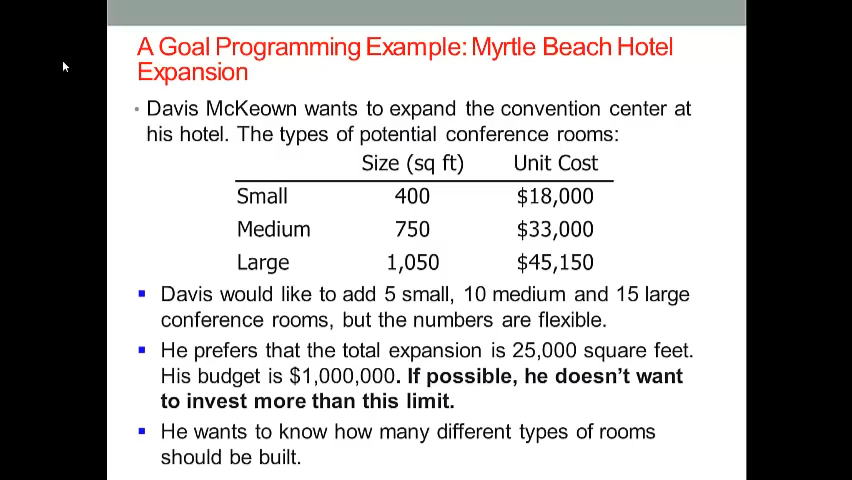 A Goal Programming Example: Myrtle Beach Hotel
Expansion
• Davis McKeown wants to expand the convention center at
his hotel. The types of potential conference rooms:
Size (sq ft) Unit Cost
Small 400 $18,000
Medium 750 $33,000
Large 1,050 $45,150
▪ Davis would like to add 5 small, 10 medium and 15 large
conference rooms, but the numbers are flexible.
▪ He prefers that the total expansion is 25,000 square feet.
His budget is $1,000,000. If possible, he doesn't want
to invest more than this limit.
▪ He wants to know how many different types of rooms
should be built.